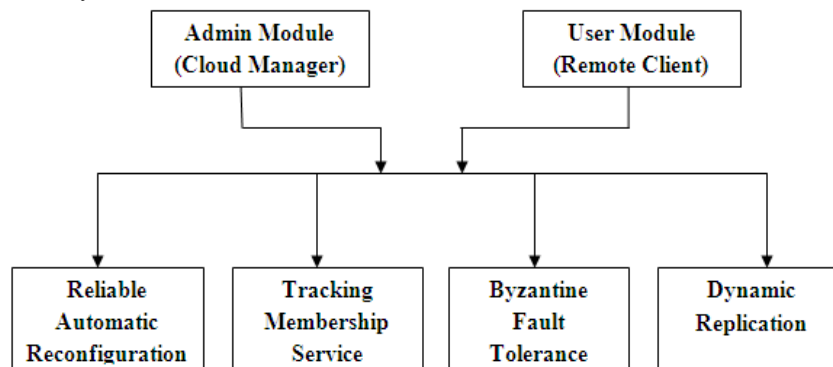 Admin Module
(Cloud Manager)
User Module
(Remote Client)
Reliable
Automatic
Reconfiguration
Tracking
Membership
Service
Byzantine
Fault
Tolerance
Dynamic
Replication